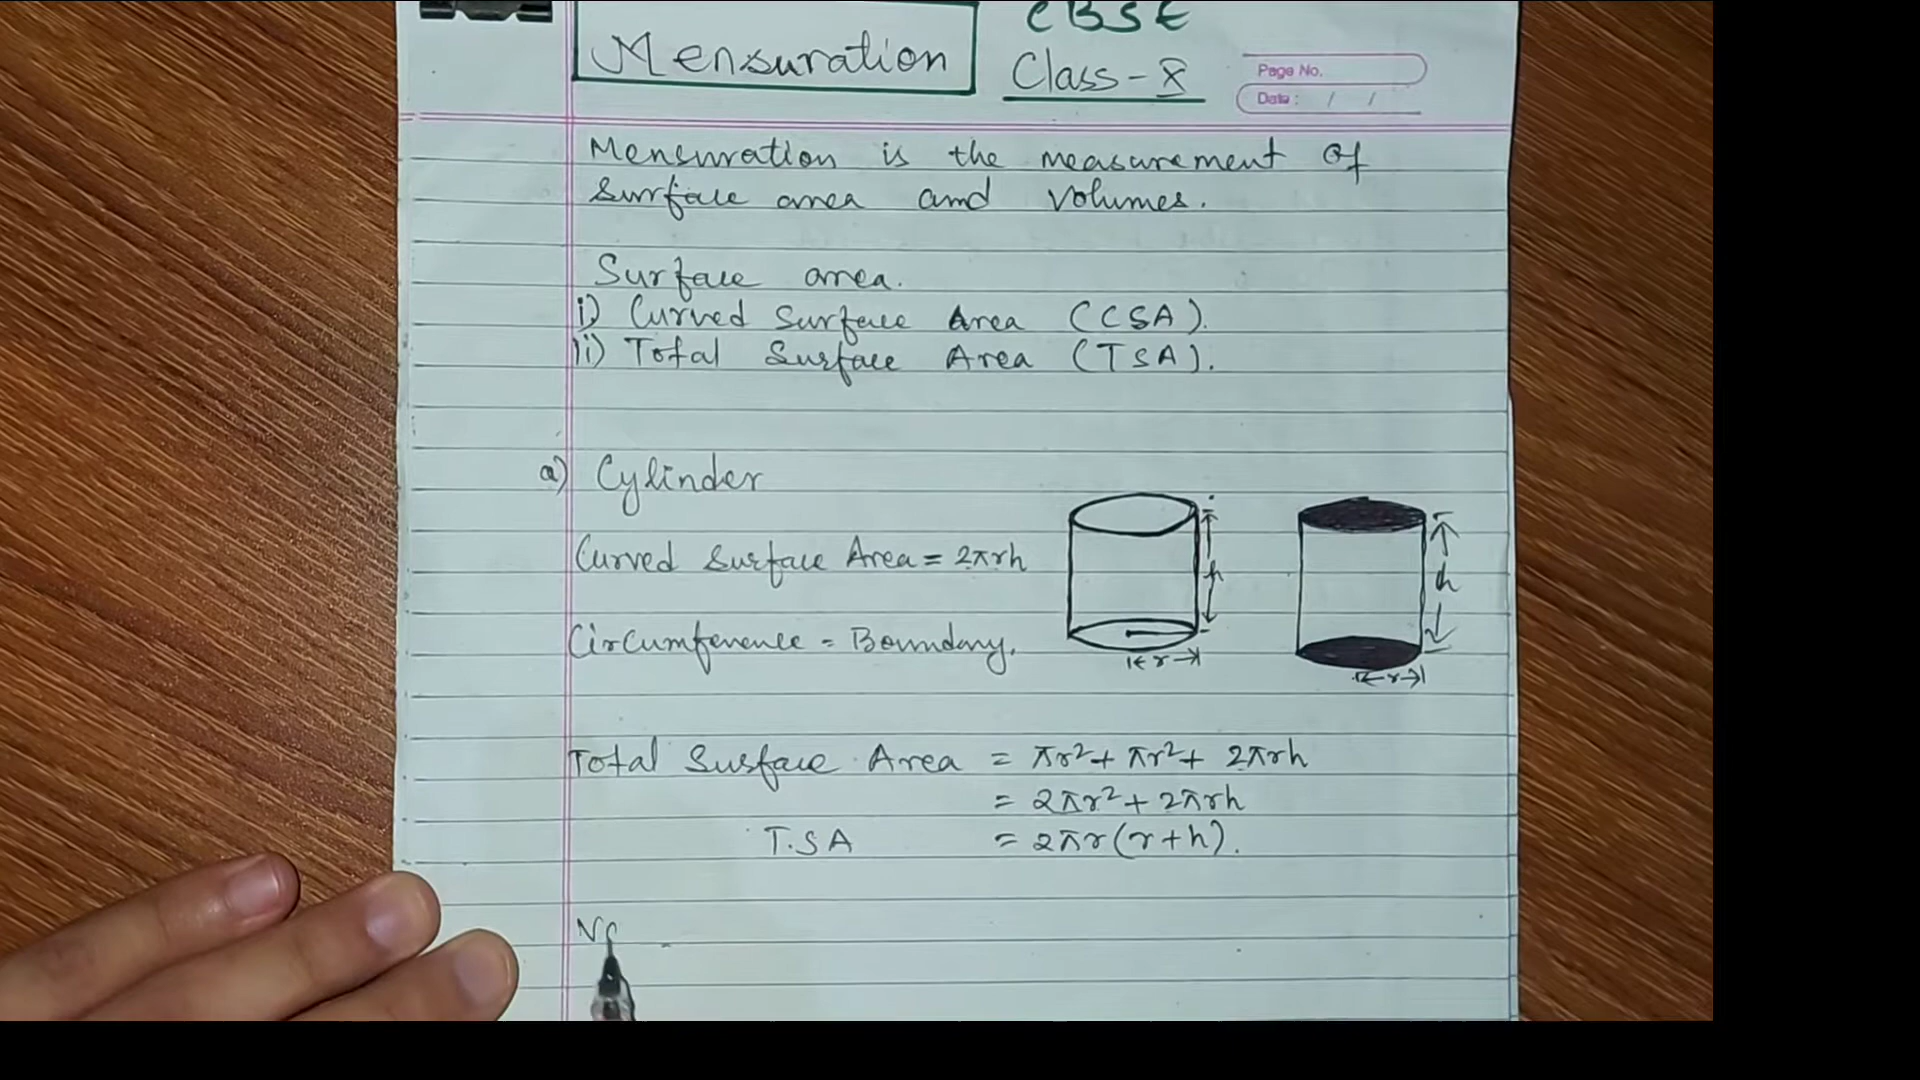 CBSE
Mensuration
Class-X
Page No.
Date : / /
Mensuration is the measurement of
surface area and volumes.
Surface area.
i) Curved Surface Area (CSA).
ii) Total Surface Area (TSA).
a) Cylinder
Curved Surface Area = 2πrh
h
h
Circumference = Boundary.
r
r
Total Surface Area = πr²+ πr²+ 2πrh
= 2πr²+ 2πrh
T.SA = 2πr(r+h).